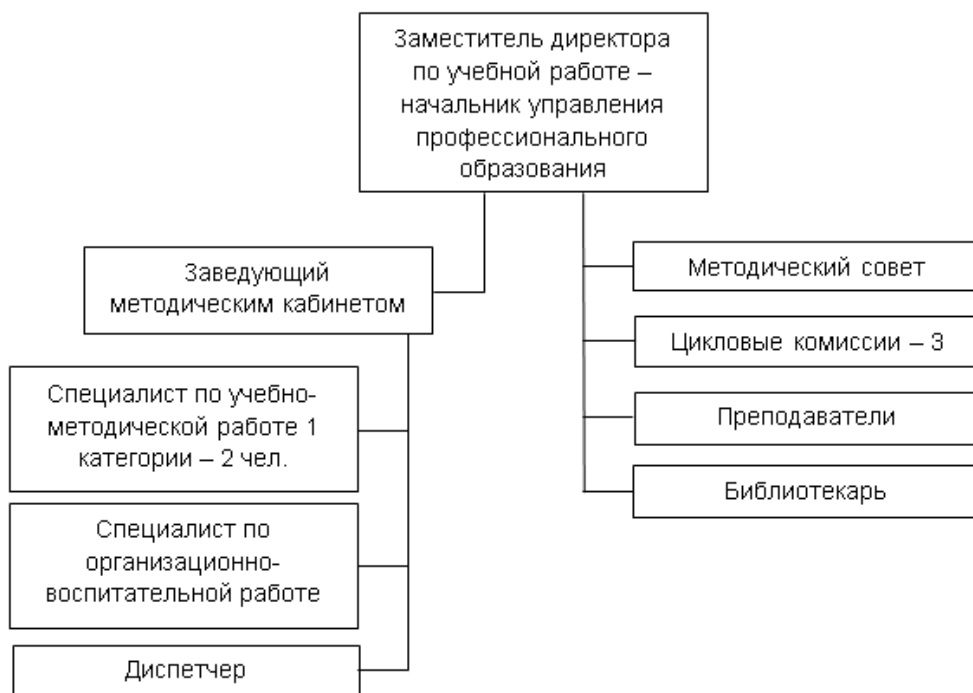 Заместитель директора
по учебной работе –
начальник управления
профессионального
образования
Заведующий
методическим кабинетом
Специалист по учебно-
методической работе 1
категории – 2 чел.
Специалист по
организационно-
воспитательной работе
Диспетчер
Методический совет
Цикловые комиссии – 3
Преподаватели
Библиотекарь